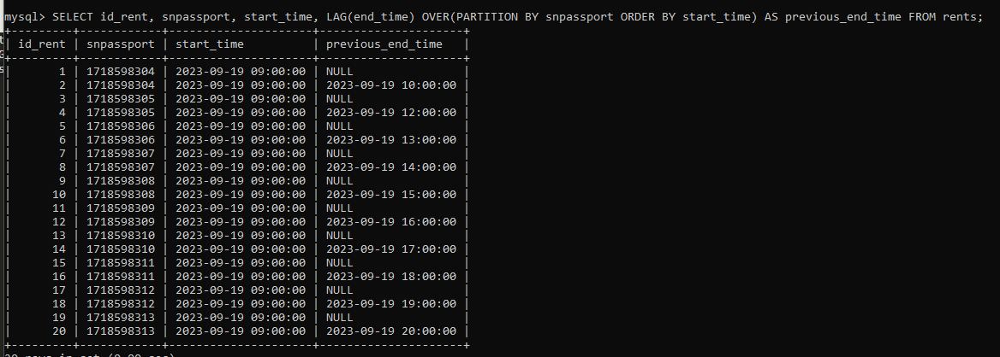 mysql> SELECT id_rent, snpassport, start_time, LAG(end_time) OVER(PARTITION BY snpassport ORDER BY start_time) AS previous_end_time FROM rents;
+---------+------------+---------------------+---------------------+
| id_rent | snpassport | start_time          | previous_end_time   |
+---------+------------+---------------------+---------------------+
|       1 | 1718598304 | 2023-09-19 09:00:00 | NULL                |
|       2 | 1718598304 | 2023-09-19 09:00:00 | 2023-09-19 10:00:00 |
|       3 | 1718598305 | 2023-09-19 09:00:00 | NULL                |
|       4 | 1718598305 | 2023-09-19 09:00:00 | 2023-09-19 12:00:00 |
|       5 | 1718598306 | 2023-09-19 09:00:00 | NULL                |
|       6 | 1718598306 | 2023-09-19 09:00:00 | 2023-09-19 13:00:00 |
|       7 | 1718598307 | 2023-09-19 09:00:00 | NULL                |
|       8 | 1718598307 | 2023-09-19 09:00:00 | 2023-09-19 14:00:00 |
|       9 | 1718598308 | 2023-09-19 09:00:00 | NULL                |
|      10 | 1718598308 | 2023-09-19 09:00:00 | 2023-09-19 15:00:00 |
|      11 | 1718598309 | 2023-09-19 09:00:00 | NULL                |
|      12 | 1718598309 | 2023-09-19 09:00:00 | 2023-09-19 16:00:00 |
|      13 | 1718598310 | 2023-09-19 09:00:00 | NULL                |
|      14 | 1718598310 | 2023-09-19 09:00:00 | 2023-09-19 17:00:00 |
|      15 | 1718598311 | 2023-09-19 09:00:00 | NULL                |
|      16 | 1718598311 | 2023-09-19 09:00:00 | 2023-09-19 18:00:00 |
|      17 | 1718598312 | 2023-09-19 09:00:00 | NULL                |
|      18 | 1718598312 | 2023-09-19 09:00:00 | 2023-09-19 19:00:00 |
|      19 | 1718598313 | 2023-09-19 09:00:00 | NULL                |
|      20 | 1718598313 | 2023-09-19 09:00:00 | 2023-09-19 20:00:00 |
+---------+------------+---------------------+---------------------+